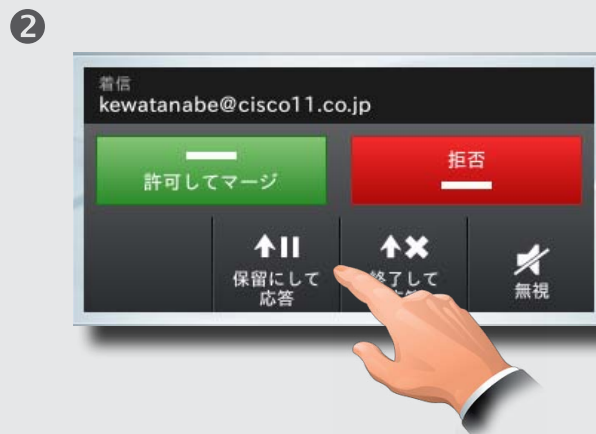 2
着信
kewatanabe@cisco11.co.jp
許可してマージ
拒否
保留にして
応答
終了して
無視